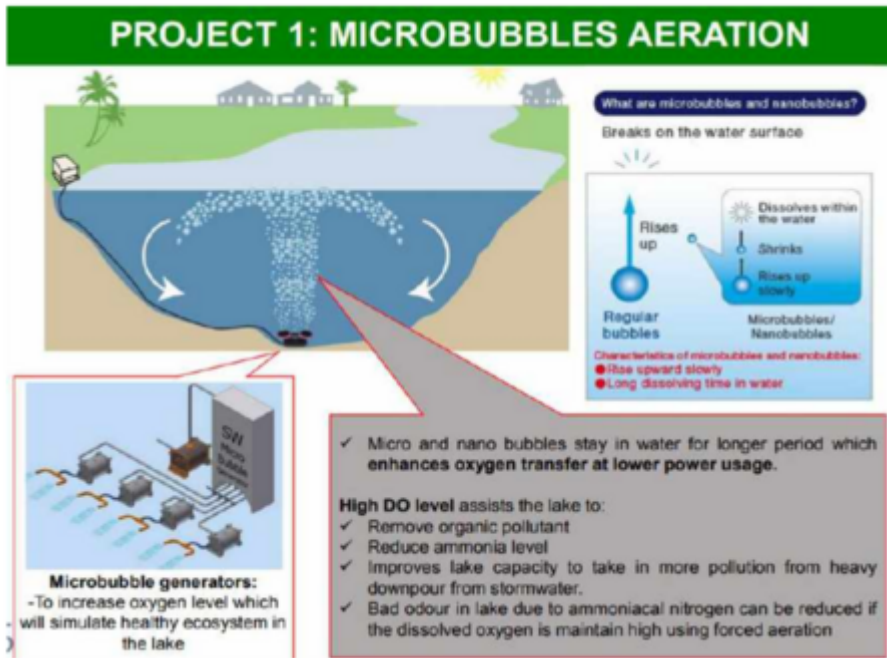 PROJECT 1: MICROBUBBLES AERATION
What are microbubbles and nanobubbles?
Breaks on the water surface
Rises
up
Regular
bubbles
Dissolves within
the water
Shrinks
Rises up
slowly
Microbubbles/
Nanobubbles
Characteristics of microbubbles and nanobubbles:
●Rise upward slowly
●Long dissolving time in water
SW
Micro
Bubble
Microbubble generators:
-To increase oxygen level which
will simulate healthy ecosystem in
the lake
✓ Micro and nano bubbles stay in water for longer period which
enhances oxygen transfer at lower power usage.
High DO level assists the lake to:
✓ Remove organic pollutant
✓ Reduce ammonia level
✓ Improves lake capacity to take in more pollution from heavy
downpour from stormwater.
✓ Bad odour in lake due to ammoniacal nitrogen can be reduced if
the dissolved oxygen is maintain high using forced aeration